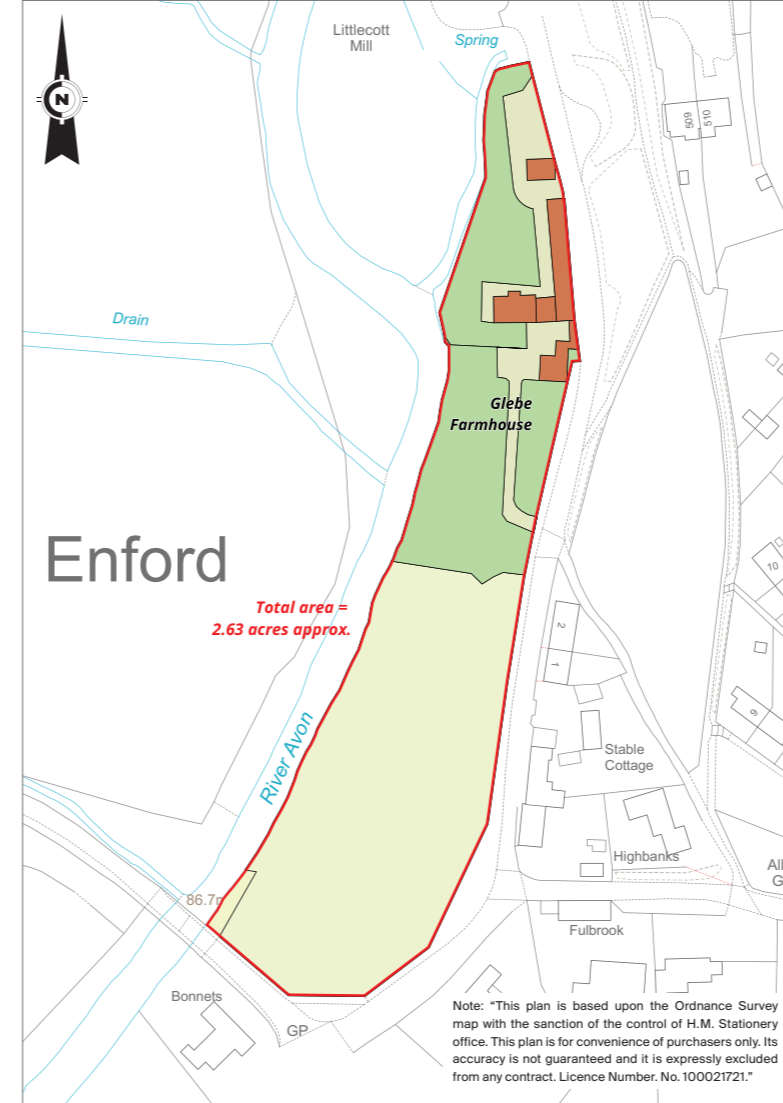 Littlecott
Mill
Spring
N
509
510
Drain
Glebe
Farmhouse
Enford
10
Total area =
2.63 acres approx.
2
1
River Avon
6
Stable
Cottage
Highbanks
86.7
Fulbrook
Bonnets
GP
Note: “This plan is based upon the Ordnance Survey
map with the sanction of the control of H.M. Stationery
office. This plan is for convenience of purchasers only. Its
accuracy is not guaranteed and it is expressly excluded
from any contract. Licence Number. No. 100021721.”